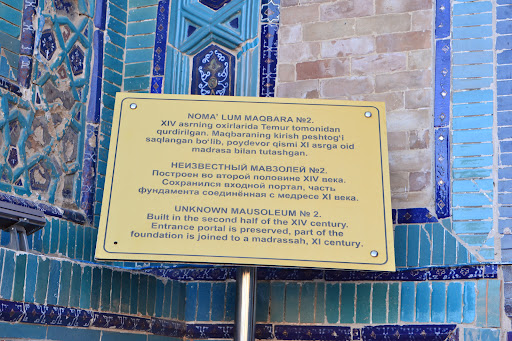 NOMA' LUM MAQBARA №2.
XIV asrning oxirlarida Temur tomonidan
qurdirilgan. Maqbaraning kirish peshtog'i
saqlangan bo'lib, poydevor qismi XI asrga oid
madrasa bilan tutashgan.
НЕИЗВЕСТНЫЙ МАВЗОЛЕЙ №2.
Построен во второй половине XIV века.
Сохранился входной портал, часть
фундамента соединённая с медресе XI века.
UNKNOWN MAUSOLEUM № 2.
Built in the second half of the XIV century.
Entrance portal is preserved, part of the
foundation is joined to a madrassah, XI century.